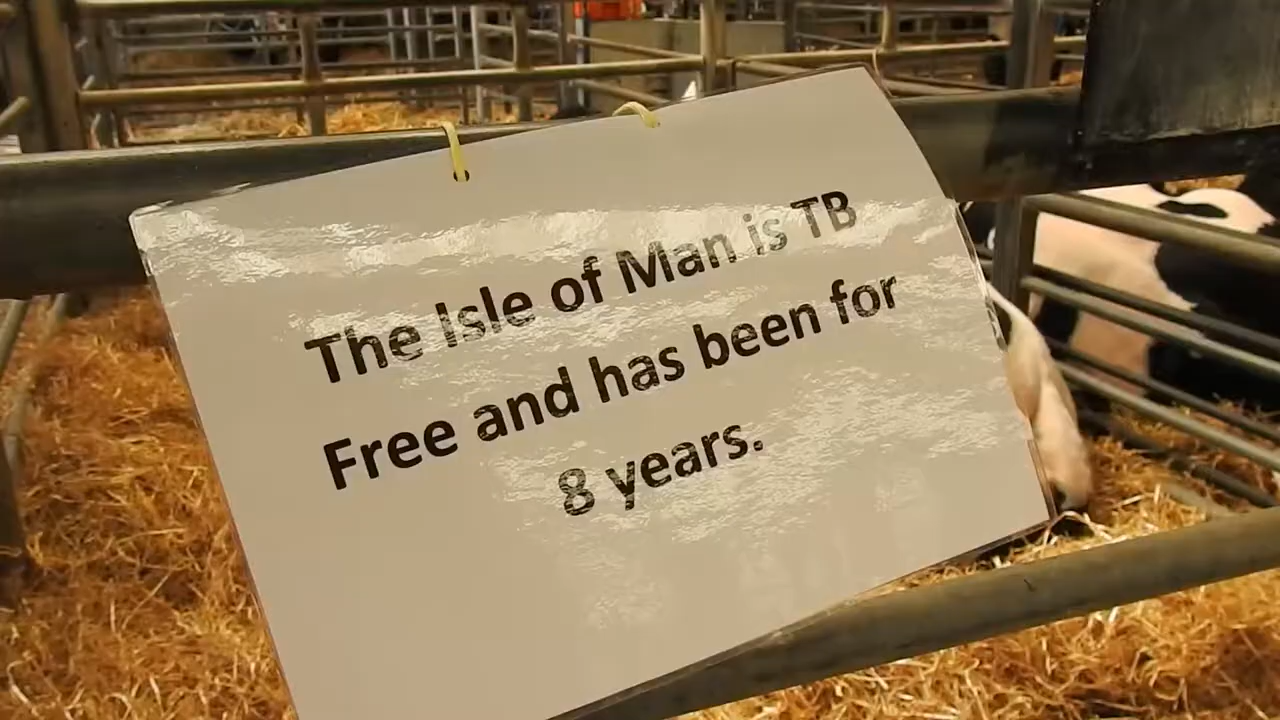 The Isle of Man is TB
Free and has been for
8 years.